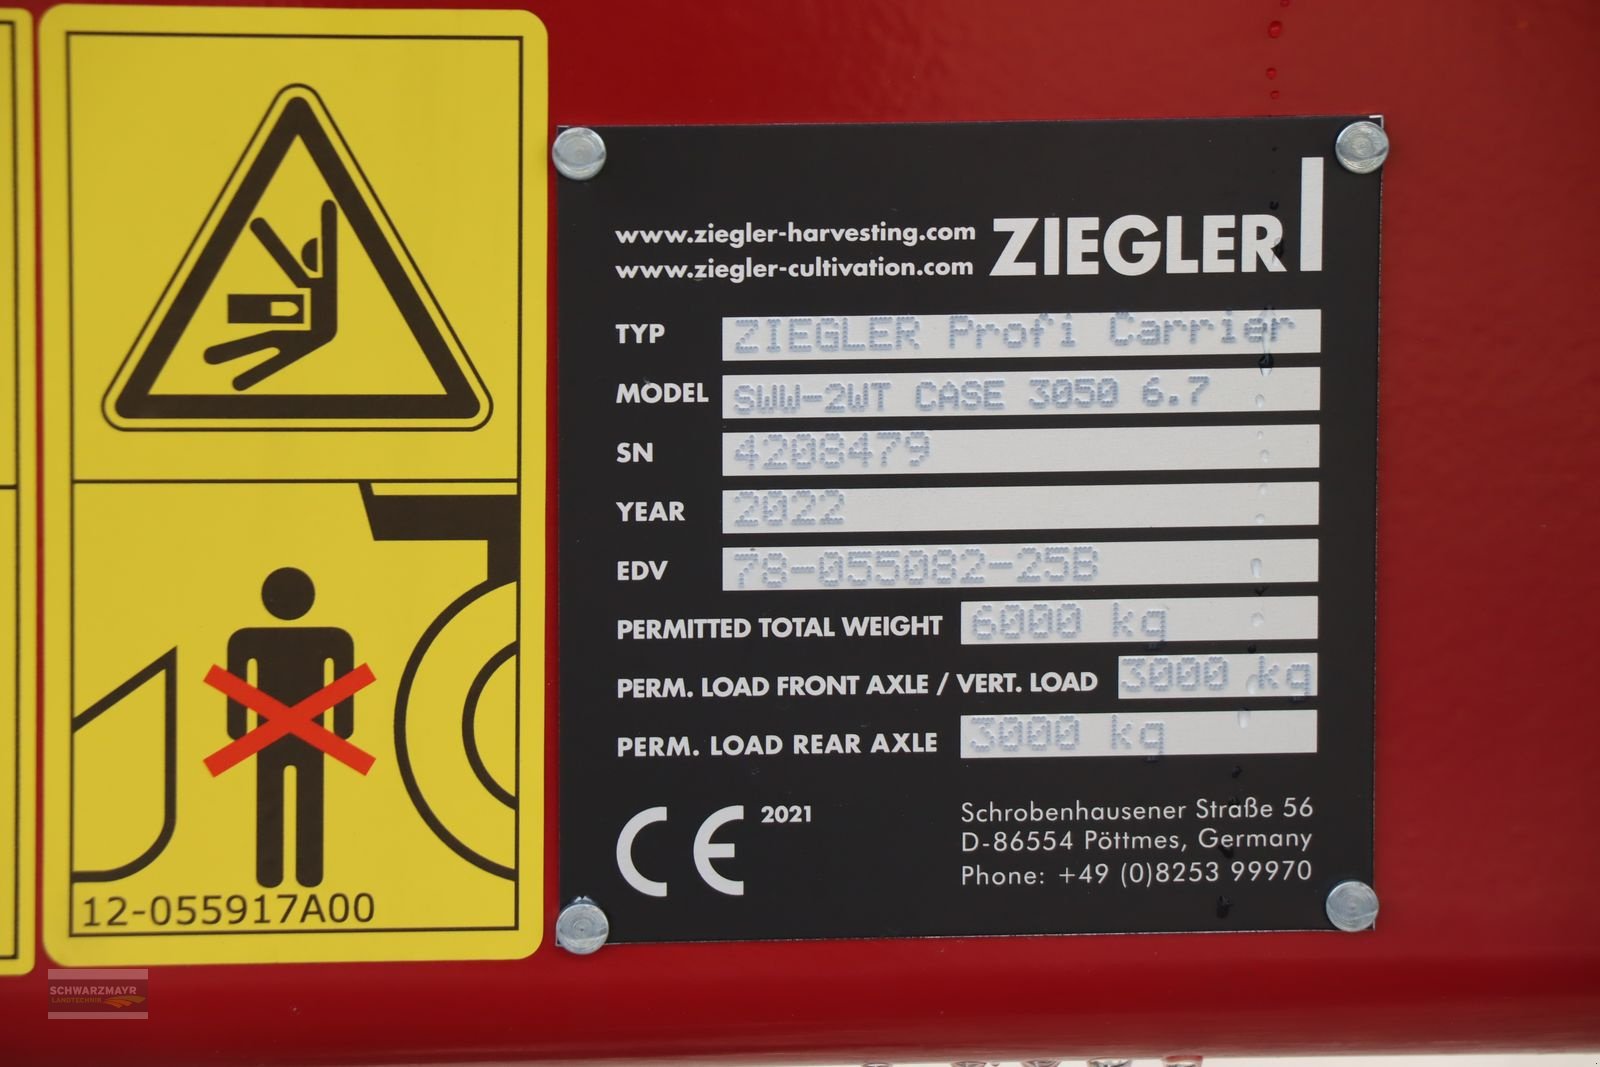 12-055917A00
www.ziegler-harvesting.com
www.ziegler-cultivation.com
ZIEGLER
TYP ZIEGLER Profi Carrier
MODEL SWW-2WT CASE 3050 6.7
SN 4208479
YEAR 2022
EDV 78-055082-25B
PERMITTED TOTAL WEIGHT 6000 kg
PERM. LOAD FRONT AXLE / VERT. LOAD 3000 kg
PERM. LOAD REAR AXLE 3000 kg
CE 2021
Schrobenhausener Straße 56
D-86554 Pöttmes, Germany
Phone: +49 (0)8253 99970
SCHWARZMAYR
LANDTECHNIK